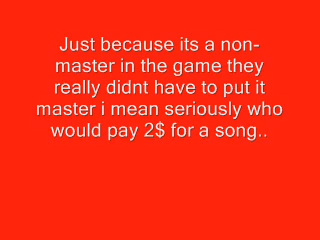 Just because its a non-
master in the game they
really didnt have to put it
master i mean seriously who
would pay 2$ for a song..